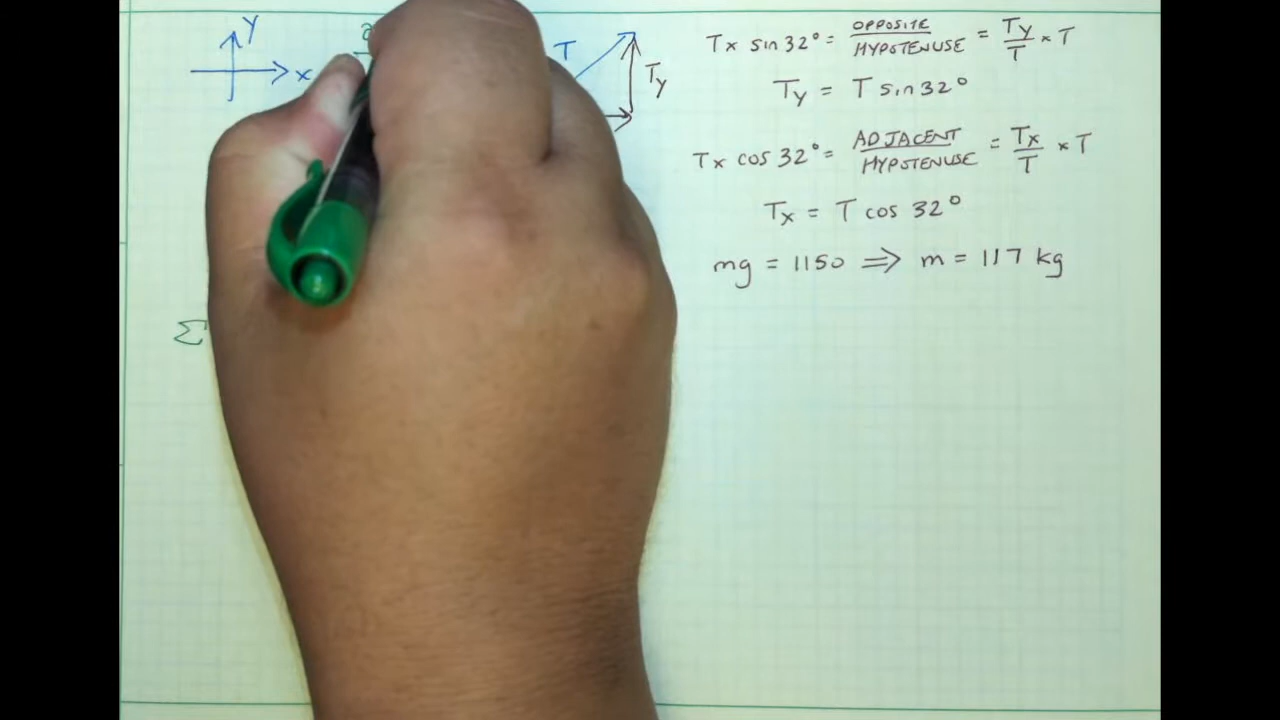 Y
x
T
Ty
Σ
T x sin 32° = OPPOSITE / HYPOTENUSE = Ty / T x T
Ty = T sin 32°
T x cos 32° = ADJACENT / HYPOTENUSE = Tx / T x T
Tx = T cos 32°
mg = 1150 ⇒ m = 117 kg